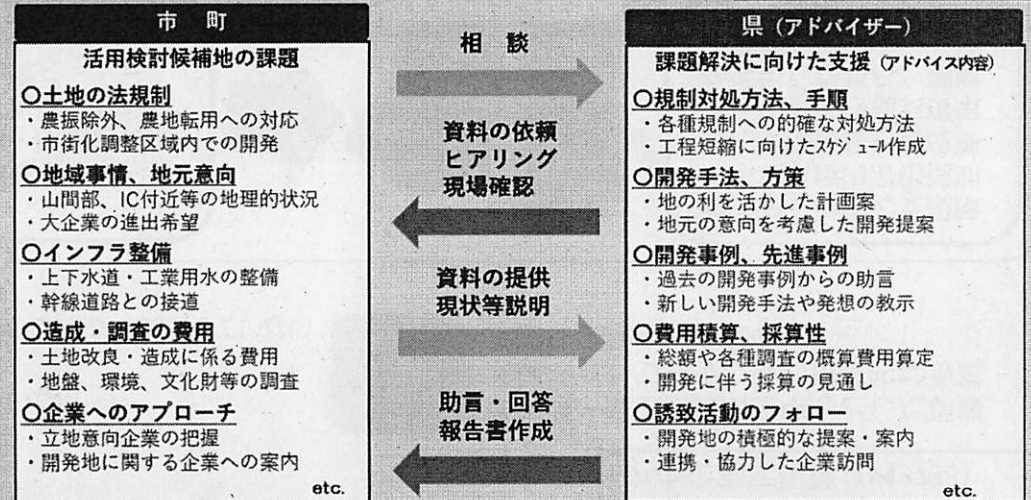 市 町
活用検討候補地の課題
○土地の法規制
・農振除外、農地転用への対応
・市街化調整区域内での開発
○地域事情、地元意向
・山間部、IC付近等の地理的状況
・大企業の進出希望
○インフラ整備
・上下水道・工業用水の整備
・幹線道路との接道
○造成・調査の費用
・土地改良・造成に係る費用
・地盤、環境、文化財等の調査
○企業へのアプローチ
・立地意向企業の把握
・開発地に関する企業への案内
etc.
相 談
資料の依頼
ヒアリング
現場確認
資料の提供
現状等説明
助言・回答
報告書作成
県（アドバイザー）
課題解決に向けた支援（アドバイス内容）
○規制対処方法、手順
・各種規制への的確な対処方法
・工程短縮に向けたスケジュール作成
○開発手法、方策
・地の利を活かした計画案
・地元の意向を考慮した開発提案
○開発事例、先進事例
・過去の開発事例からの助言
・新しい開発手法や発想の教示
○費用積算、採算性
・総額や各種調査の概算費用算定
・開発に伴う採算の見通し
○誘致活動のフォロー
・開発地の積極的な提案・案内
・連携・協力した企業訪問
etc.